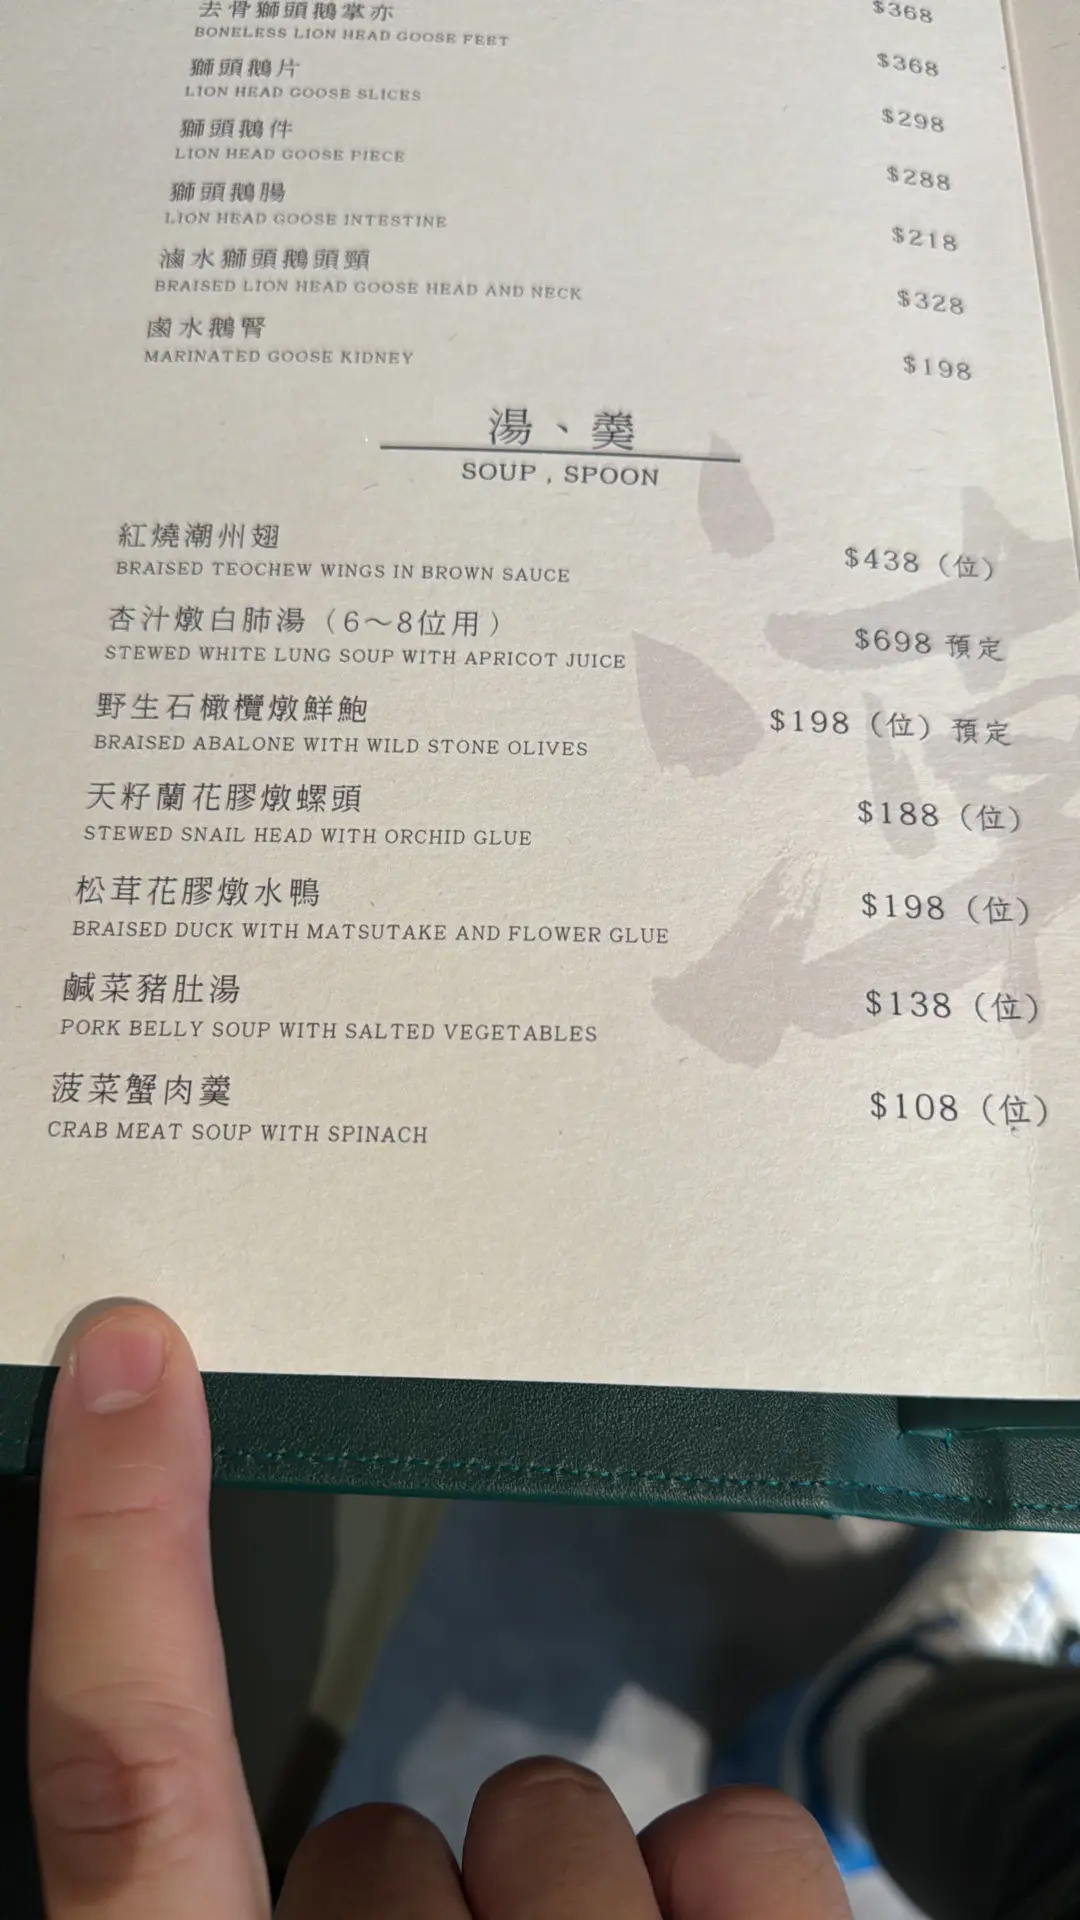 去骨獅頭鵝掌亦 $368
BONELESS LION HEAD GOOSE FEET
獅頭鵝片 $368
LION HEAD GOOSE SLICES
獅頭鵝件 $298
LION HEAD GOOSE PIECE
獅頭鵝腸 $288
LION HEAD GOOSE INTESTINE
$218
滷水獅頭鵝頭頸
BRAISED LION HEAD GOOSE HEAD AND NECK
$328
鹵水鵝腎
MARINATED GOOSE KIDNEY
$198
湯、羹
SOUP , SPOON
紅燒潮州翅 $438（位）
BRAISED TEOCHEW WINGS IN BROWN SAUCE
杏汁燉白肺湯（6～8位用） $698 預定
STEWED WHITE LUNG SOUP WITH APRICOT JUICE
野生石橄欖燉鮮鮑 $198（位）預定
BRAISED ABALONE WITH WILD STONE OLIVES
天籽蘭花膠燉螺頭 $188（位）
STEWED SNAIL HEAD WITH ORCHID GLUE
松茸花膠燉水鴨 $198（位）
BRAISED DUCK WITH MATSUTAKE AND FLOWER GLUE
鹹菜豬肚湯 $138（位）
PORK BELLY SOUP WITH SALTED VEGETABLES
菠菜蟹肉羹 $108（位）
CRAB MEAT SOUP WITH SPINACH